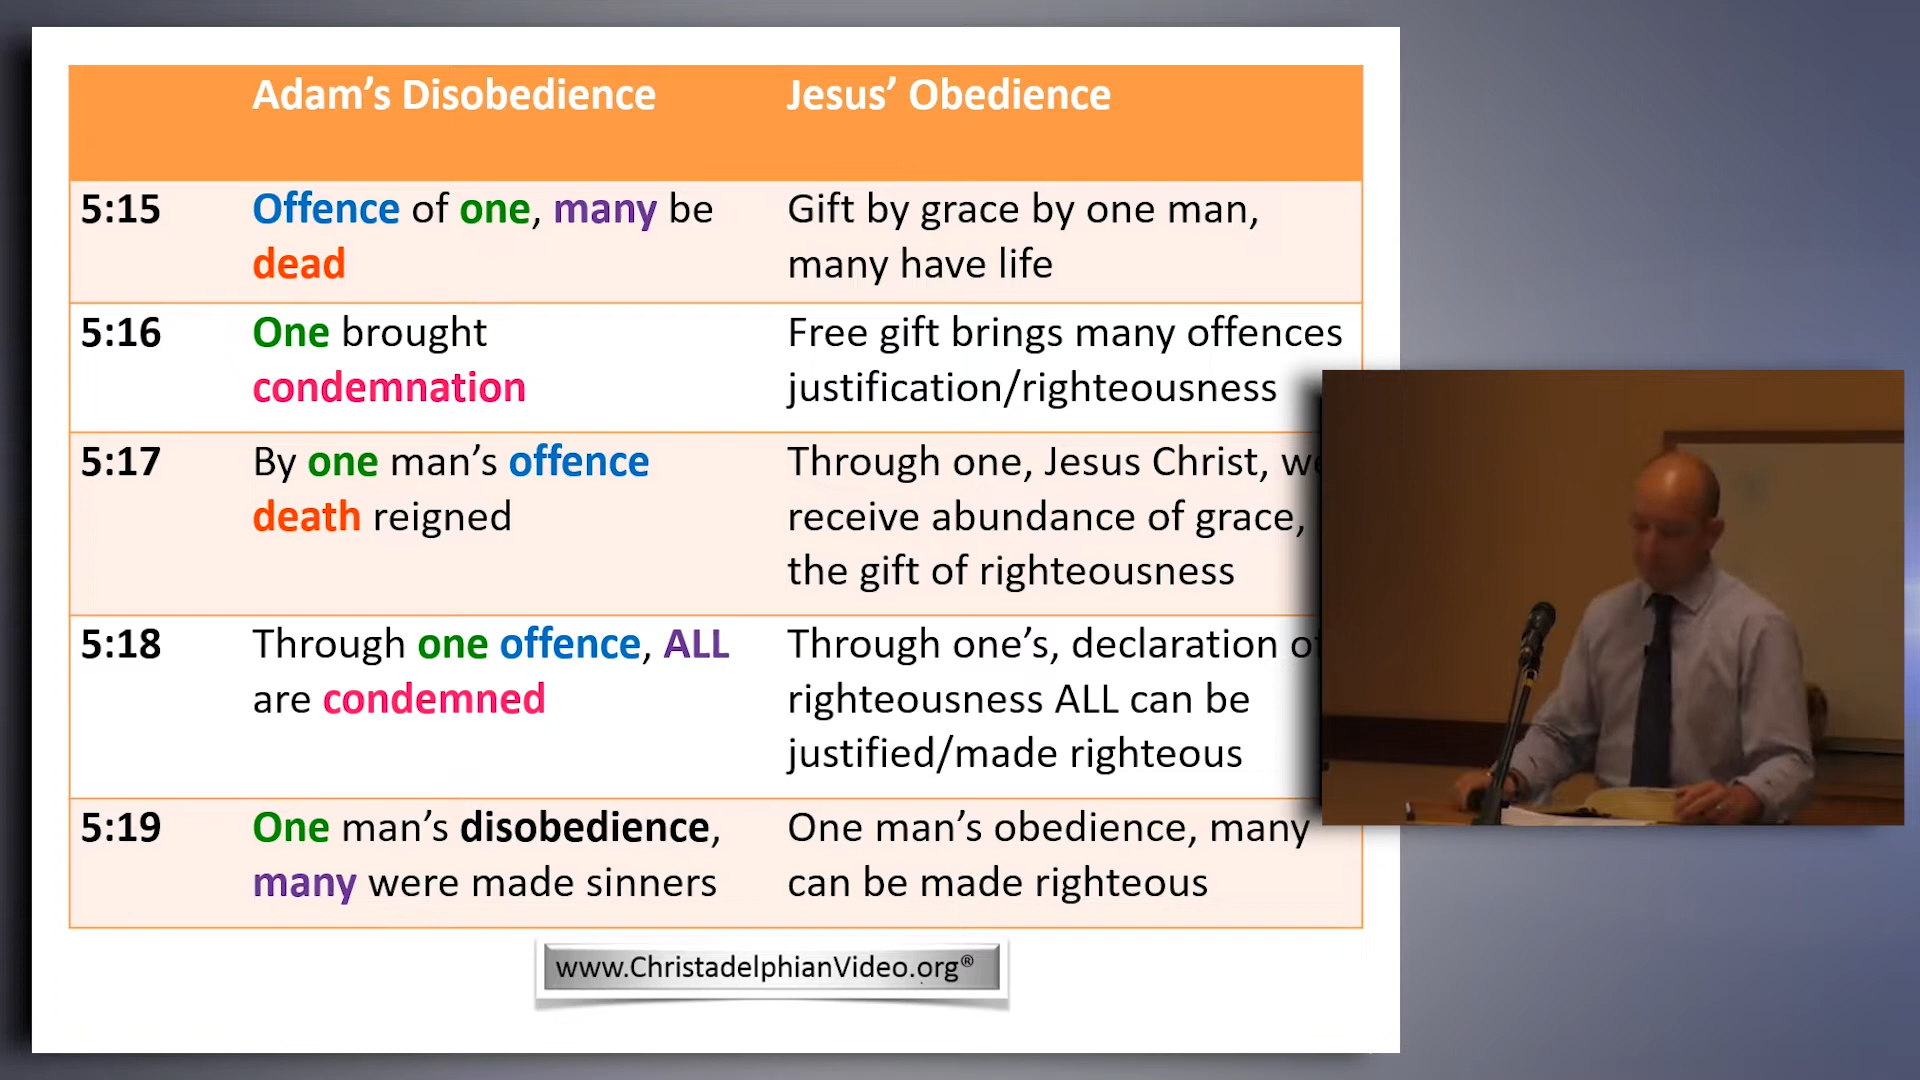 Adam’s Disobedience Jesus’ Obedience
5:15 Offence of one, many be Gift by grace by one man,
dead many have life
5:16 One brought Free gift brings many offences
condemnation justification/righteousness
5:17 By one man’s offence Through one, Jesus Christ, we
death reigned receive abundance of grace,
the gift of righteousness
5:18 Through one offence, ALL Through one’s, declaration of
are condemned righteousness ALL can be
justified/made righteous
5:19 One man’s disobedience, One man’s obedience, many
many were made sinners can be made righteous
www.ChristadelphianVideo.org®